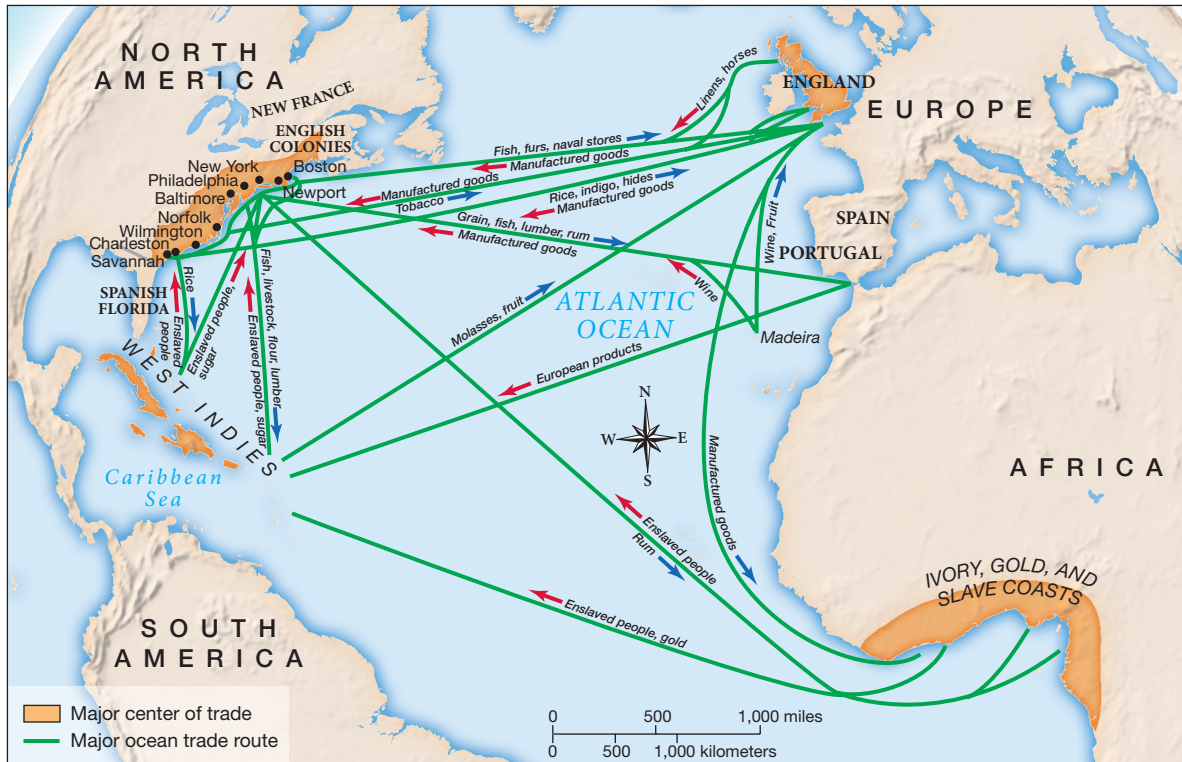 NORTH
AMERICA
NEW FRANCE
ENGLISH
COLONIES
New York
Boston
Philadelphia
Newport
Baltimore
Norfolk
Wilmington
Charleston
Savannah
SPANISH
FLORIDA
WEST INDIES
Caribbean
Sea
SOUTH
AMERICA
ENGLAND
EUROPE
SPAIN
PORTUGAL
Madeira
ATLANTIC
OCEAN
AFRICA
IVORY, GOLD, AND
SLAVE COASTS
Linens, horses
Fish, furs, naval stores
Manufactured goods
Manufactured goods
Tobacco
Rice, indigo, hides
Manufactured goods
Grain, fish, lumber, rum
Manufactured goods
Wine, Fruit
Wine
Rice
Enslaved
people
Enslaved people,
sugar
Fish, livestock, flour, lumber
Enslaved people, sugar
Molasses, fruit
European products
Manufactured goods
Enslaved people
Rum
Enslaved people, gold
N
W
E
S
Major center of trade
Major ocean trade route
0 500 1,000 miles
0 500 1,000 kilometers